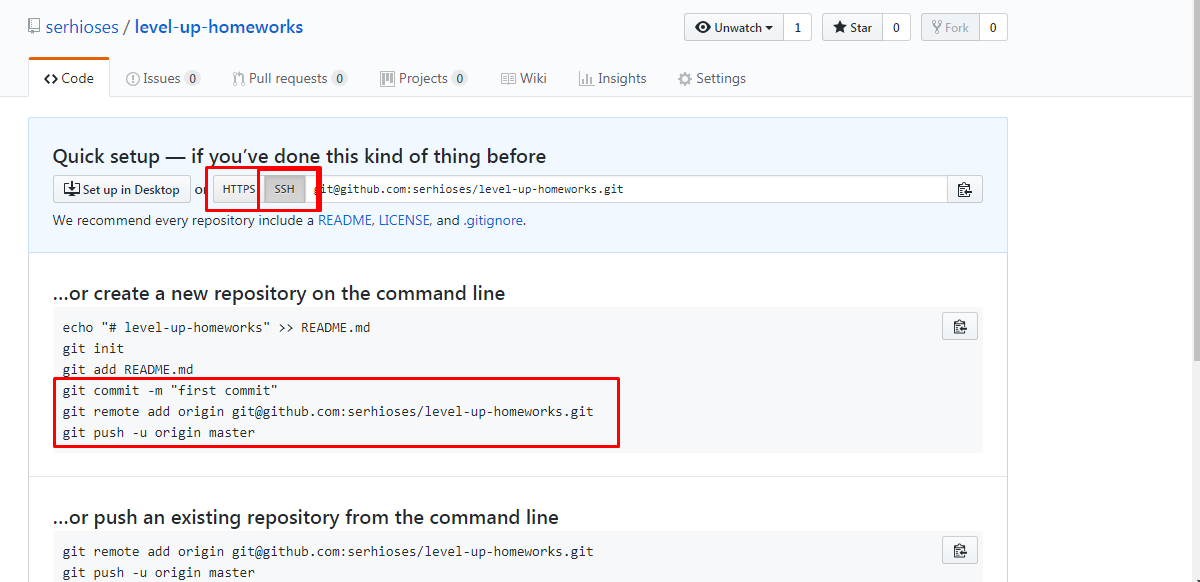 serhioses / level-up-homeworks
Unwatch 1 Star 0 Fork 0
Code Issues 0 Pull requests 0 Projects 0 Wiki Insights Settings
Quick setup — if you've done this kind of thing before
Set up in Desktop or HTTPS SSH git@github.com:serhioses/level-up-homeworks.git
We recommend every repository include a README, LICENSE, and .gitignore.
…or create a new repository on the command line
echo "# level-up-homeworks" >> README.md
git init
git add README.md
git commit -m "first commit"
git remote add origin git@github.com:serhioses/level-up-homeworks.git
git push -u origin master
…or push an existing repository from the command line
git remote add origin git@github.com:serhioses/level-up-homeworks.git
git push -u origin master